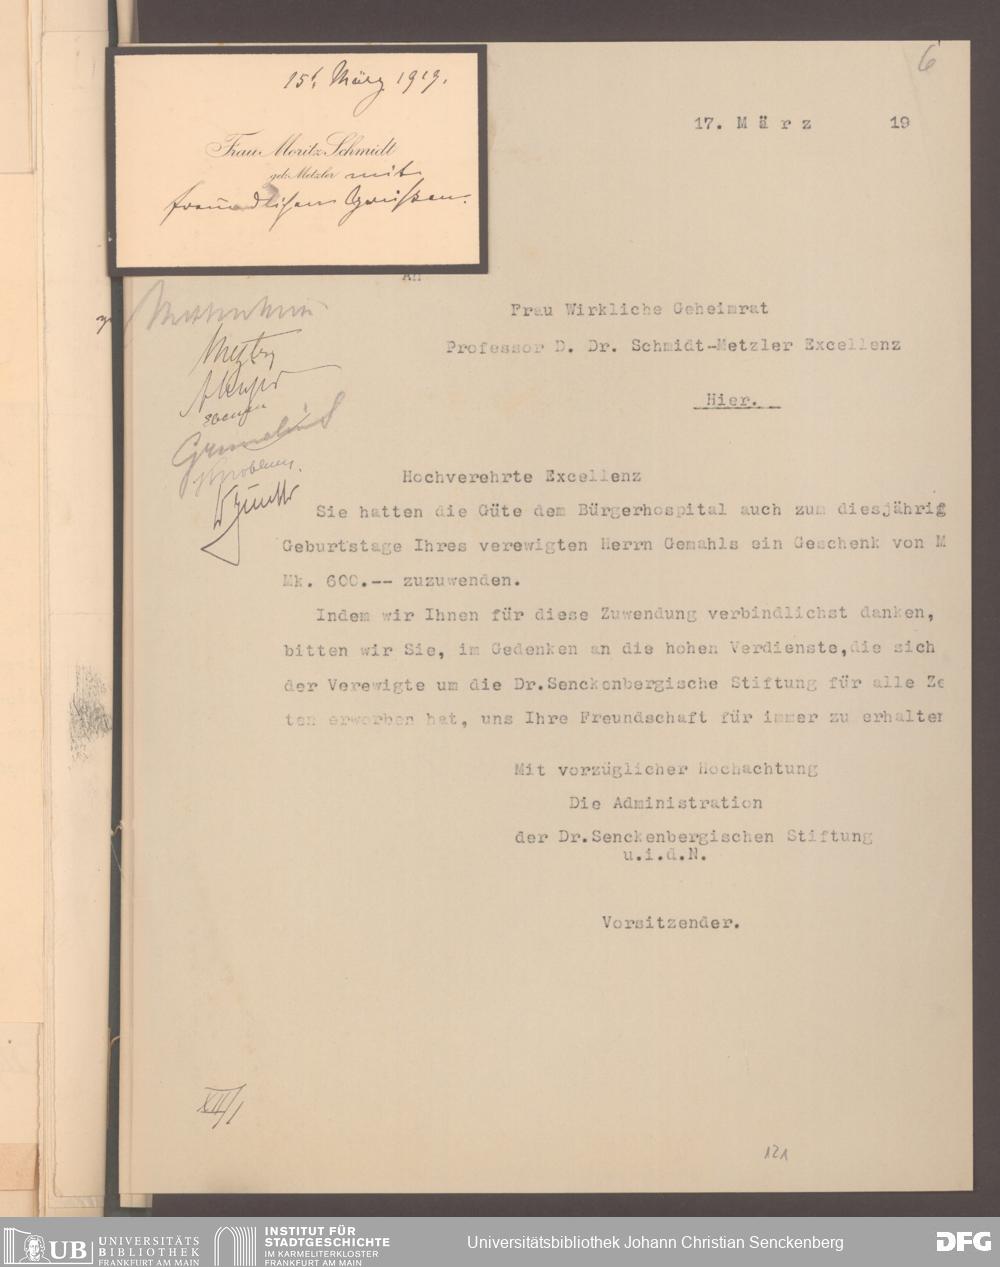 6
15t. März 1919.
Frau Moritz Schmidt
geb. Metzler mit
freundlichen Grüssen.
17. M ä r z 19
An
Frau Wirkliche Geheimrat
Professor D. Dr. Schmidt-Metzler Excellenz
Hier.
Hochverehrte Excellenz
Sie hatten die Güte dem Bürgerhospital auch zum diesjährig
Geburtstage Ihres verewigten Herrn Gemahls ein Geschenk von M
Mk. 600.-- zuzuwenden.
Indem wir Ihnen für diese Zuwendung verbindlichst danken,
bitten wir Sie, im Gedenken an die hohen Verdienste,die sich
der Verewigte um die Dr.Senckenbergische Stiftung für alle Ze
ten erworben hat, uns Ihre Freundschaft für immer zu erhalten
Mit vorzüglicher Hochachtung
Die Administration
der Dr.Senckenbergischen Stiftung
u.i.d.N.
Vorsitzender.
XII/1
121
UB UNIVERSITÄTS
BIBLIOTHEK
FRANKFURT AM MAIN
INSTITUT FÜR
STADTGESCHICHTE
IM KARMELITERKLOSTER
FRANKFURT AM MAIN
Universitätsbibliothek Johann Christian Senckenberg
DFG